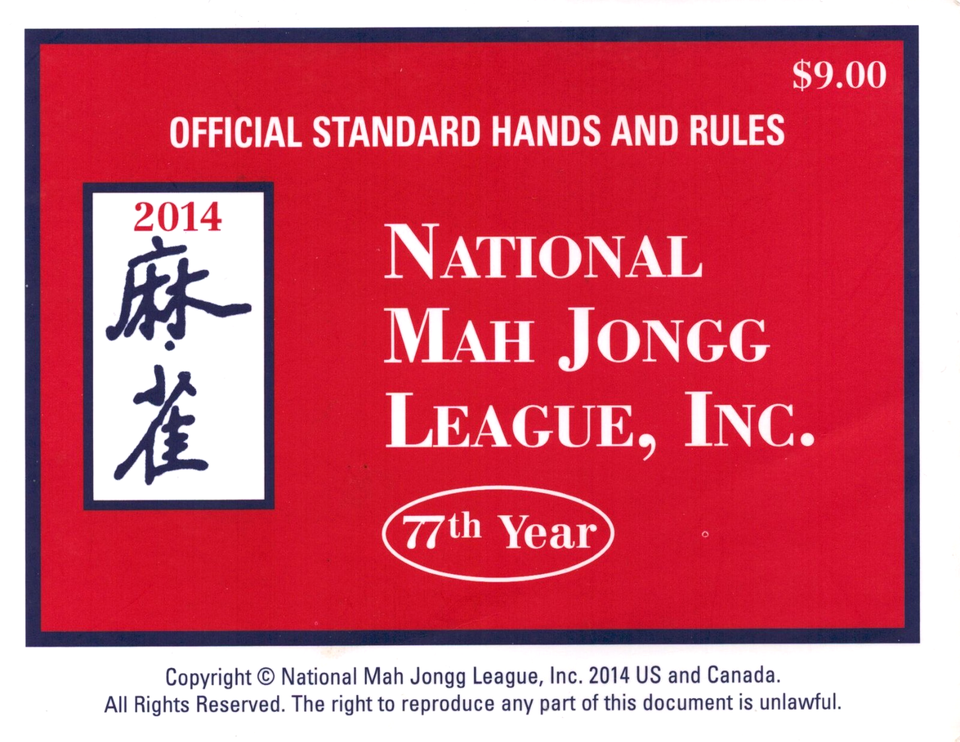 $9.00
OFFICIAL STANDARD HANDS AND RULES
2014
麻
雀
NATIONAL
MAH JONGG
LEAGUE, INC.
77th Year
Copyright © National Mah Jongg League, Inc. 2014 US and Canada.
All Rights Reserved. The right to reproduce any part of this document is unlawful.